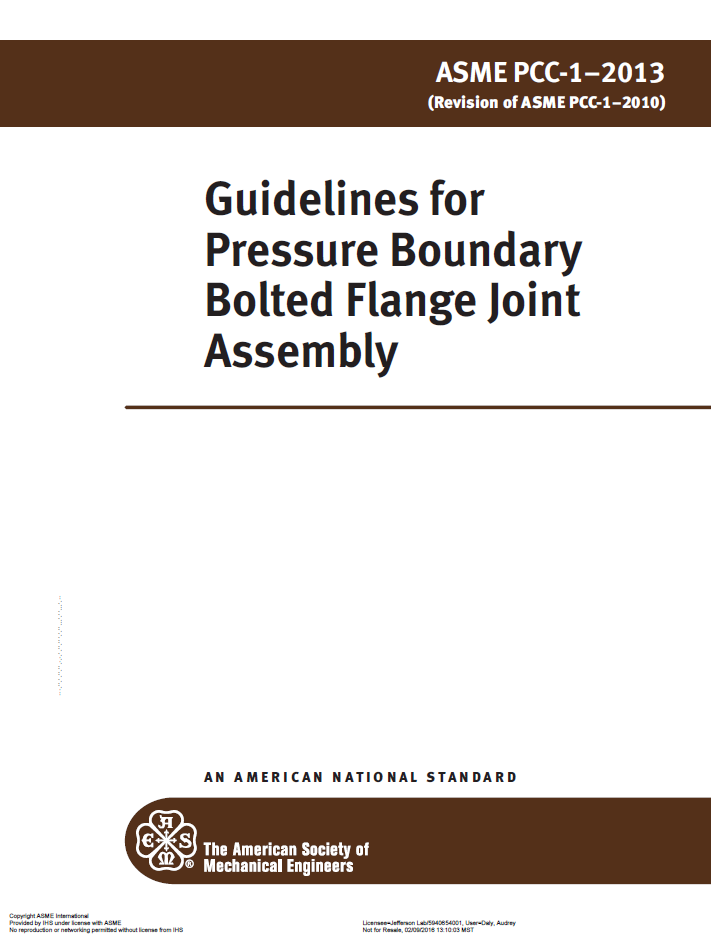 ASME PCC-1–2013
(Revision of ASME PCC-1–2010)
Guidelines for
Pressure Boundary
Bolted Flange Joint
Assembly
AN AMERICAN NATIONAL STANDARD
A
E S
M
®
The American Society of
Mechanical Engineers
Copyright ASME International
Provided by IHS under license with ASME
No reproduction or networking permitted without license from IHS
Licensee=Jefferson Lab/5940654001, User=Daly, Audrey
Not for Resale, 02/09/2016 13:10:03 MST